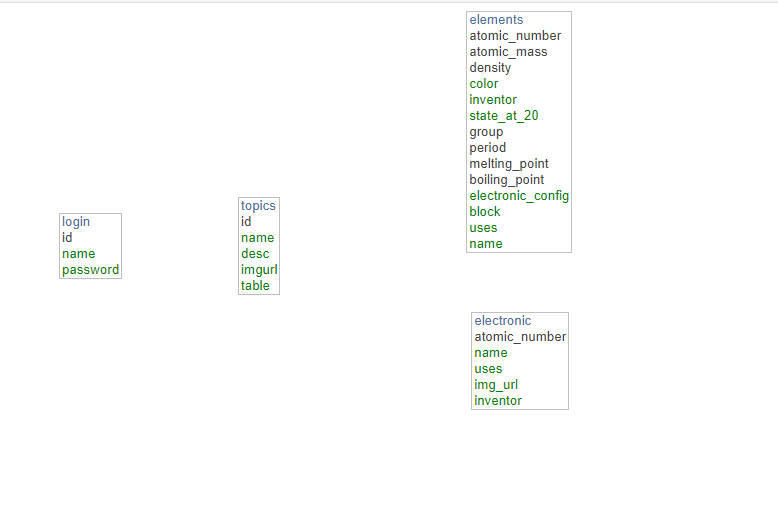 elements
atomic_number
atomic_mass
density
color
inventor
state_at_20
group
period
melting_point
boiling_point
electronic_config
block
uses
name
login
id
name
password
topics
id
name
desc
imgurl
table
electronic
atomic_number
name
uses
img_url
inventor